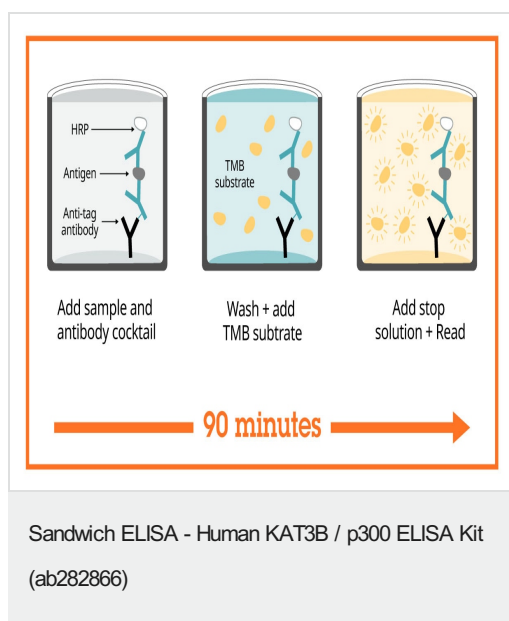 HRP
Antigen
Anti-tag
antibody
TMB
substrate
Add sample and
antibody cocktail
Wash + add
TMB subtrate
Add stop
solution + Read
90 minutes
Sandwich ELISA - Human KAT3B / p300 ELISA Kit
(ab282866)